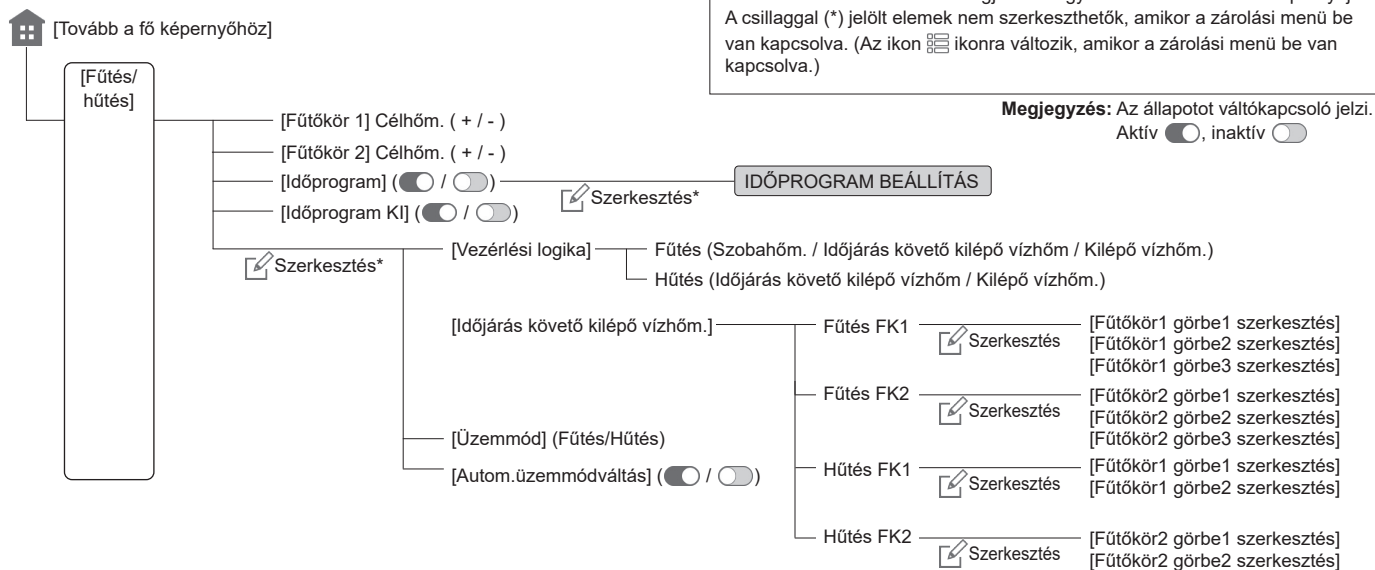 A csillaggal (*) jelölt elemek nem szerkeszthetők, amikor a zárolási menü be
van kapcsolva. (Az ikon ikonra változik, amikor a zárolási menü be van
kapcsolva.)
Megjegyzés: Az állapotot váltókapcsoló jelzi.
Aktív , inaktív
[Tovább a fő képernyőhöz]
[Fűtés/
hűtés]
[Fűtőkör 1] Célhőm. ( + / - )
[Fűtőkör 2] Célhőm. ( + / - )
[Időprogram] ( / )
Szerkesztés*
IDŐPROGRAM BEÁLLÍTÁS
[Időprogram KI] ( / )
Szerkesztés*
[Vezérlési logika]
Fűtés (Szobahőm. / Időjárás követő kilépő vízhőm / Kilépő vízhőm.)
Hűtés (Időjárás követő kilépő vízhőm / Kilépő vízhőm.)
[Időjárás követő kilépő vízhőm.]
Fűtés FK1
Szerkesztés
[Fűtőkör1 görbe1 szerkesztés]
[Fűtőkör1 görbe2 szerkesztés]
[Fűtőkör1 görbe3 szerkesztés]
Fűtés FK2
Szerkesztés
[Fűtőkör2 görbe1 szerkesztés]
[Fűtőkör2 görbe2 szerkesztés]
[Fűtőkör2 görbe3 szerkesztés]
Hűtés FK1
Szerkesztés
[Fűtőkör1 görbe1 szerkesztés]
[Fűtőkör1 görbe2 szerkesztés]
Hűtés FK2
Szerkesztés
[Fűtőkör2 görbe1 szerkesztés]
[Fűtőkör2 görbe2 szerkesztés]
[Üzemmód] (Fűtés/Hűtés)
[Autom.üzemmódváltás] ( / )